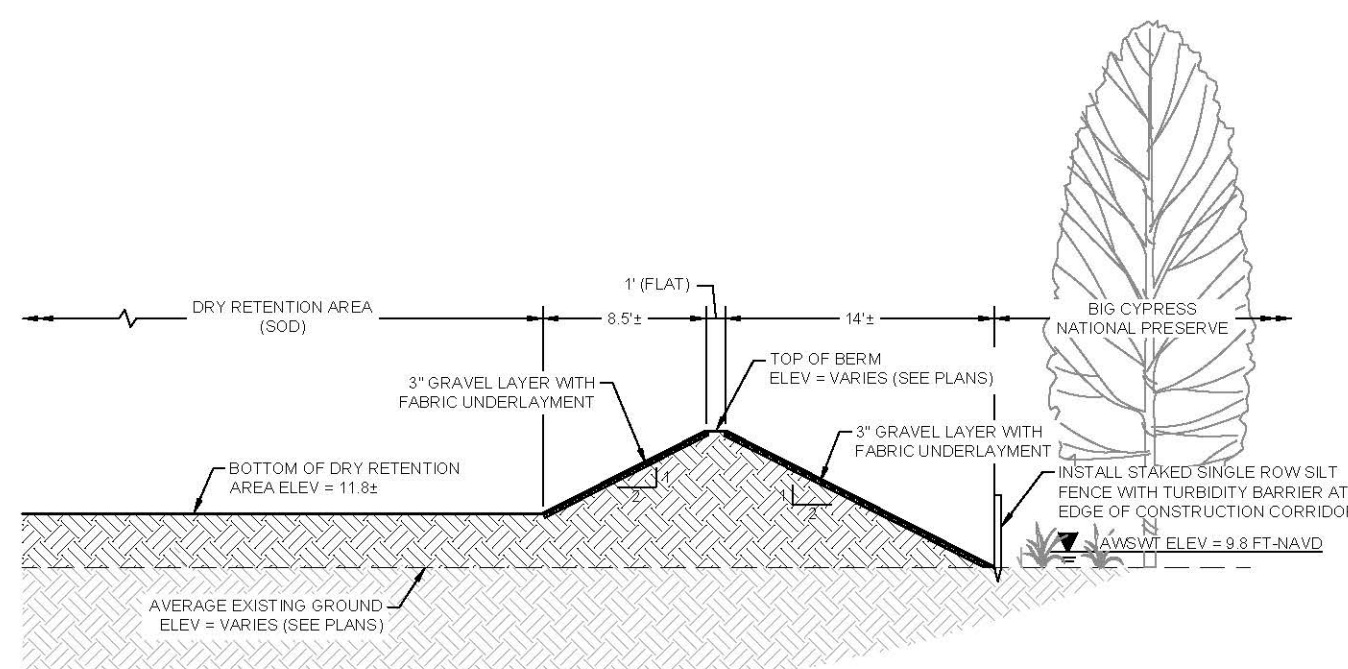 1' (FLAT)
DRY RETENTION AREA
(SOD)
8.5'±
14'±
BIG CYPRESS
NATIONAL PRESERVE
TOP OF BERM
ELEV = VARIES (SEE PLANS)
3" GRAVEL LAYER WITH
FABRIC UNDERLAYMENT
3" GRAVEL LAYER WITH
FABRIC UNDERLAYMENT
BOTTOM OF DRY RETENTION
AREA ELEV = 11.8±
1
2
1
2
INSTALL STAKED SINGLE ROW SILT
FENCE WITH TURBIDITY BARRIER AT
EDGE OF CONSTRUCTION CORRIDO
AWSWT ELEV = 9.8 FT-NAVD
AVERAGE EXISTING GROUND
ELEV = VARIES (SEE PLANS)